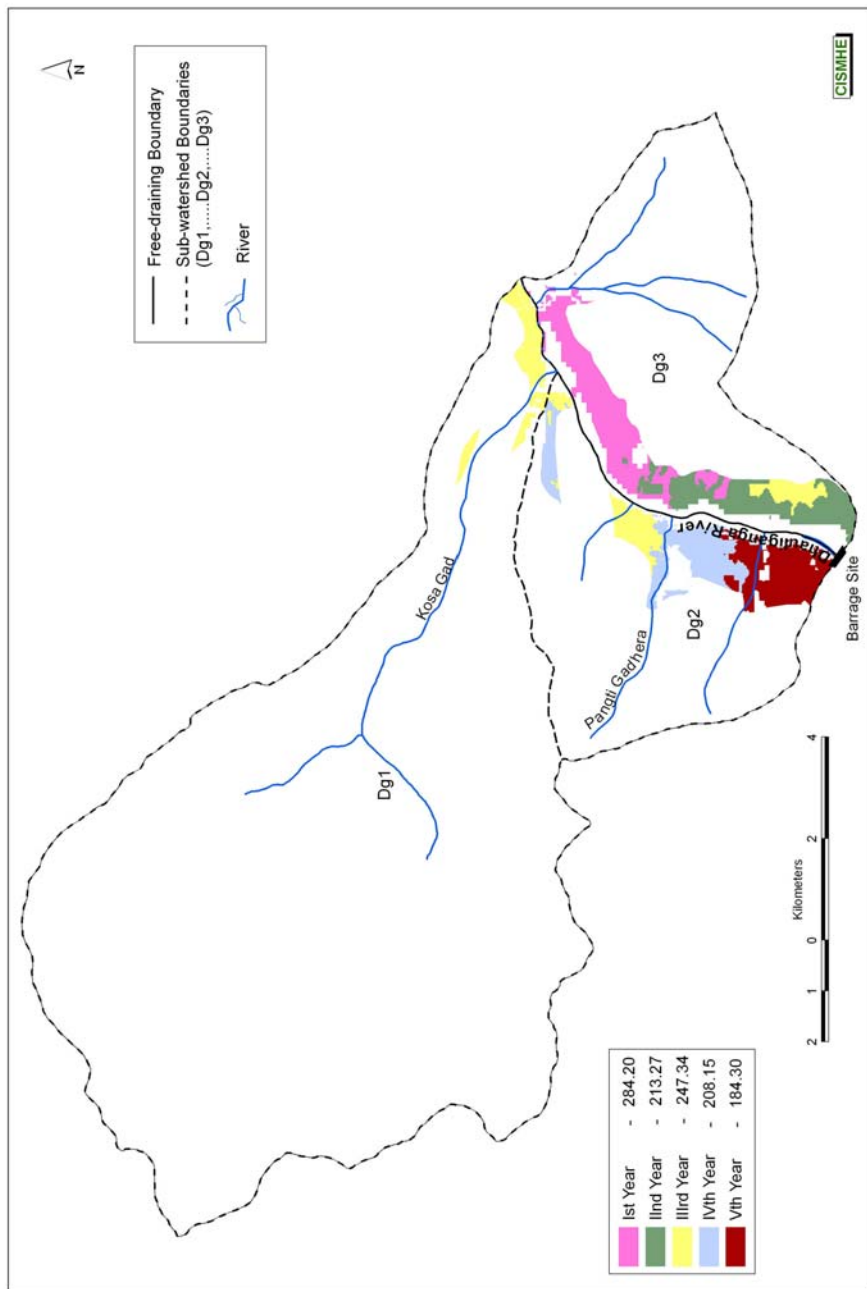 N
Free-draining Boundary
Sub-watershed Boundaries
(Dg1,.....Dg2,....Dg3)
River
Dg1
Kosa Gad
Dg3
Pangti Gad'hera
Dg2
Dhauliganga River
Barrage Site
Ist Year - 284.20
IInd Year - 213.27
IIIrd Year - 247.34
IVth Year - 208.15
Vth Year - 184.30
Kilometers
2 1 0 2 4
CISMHE